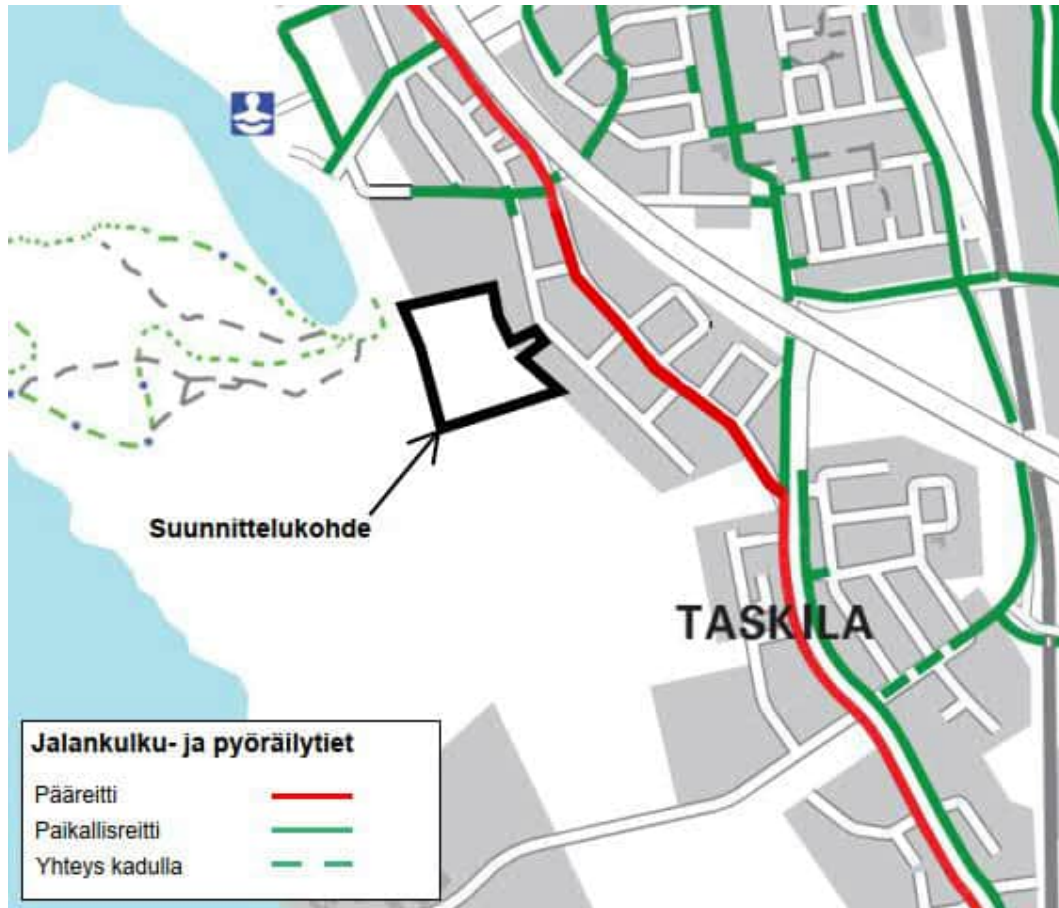 Suunnittelukohde
TASKILA
Jalankulku- ja pyöräilytiet
Pääreitti
Paikallisreitti
Yhteys kadulla